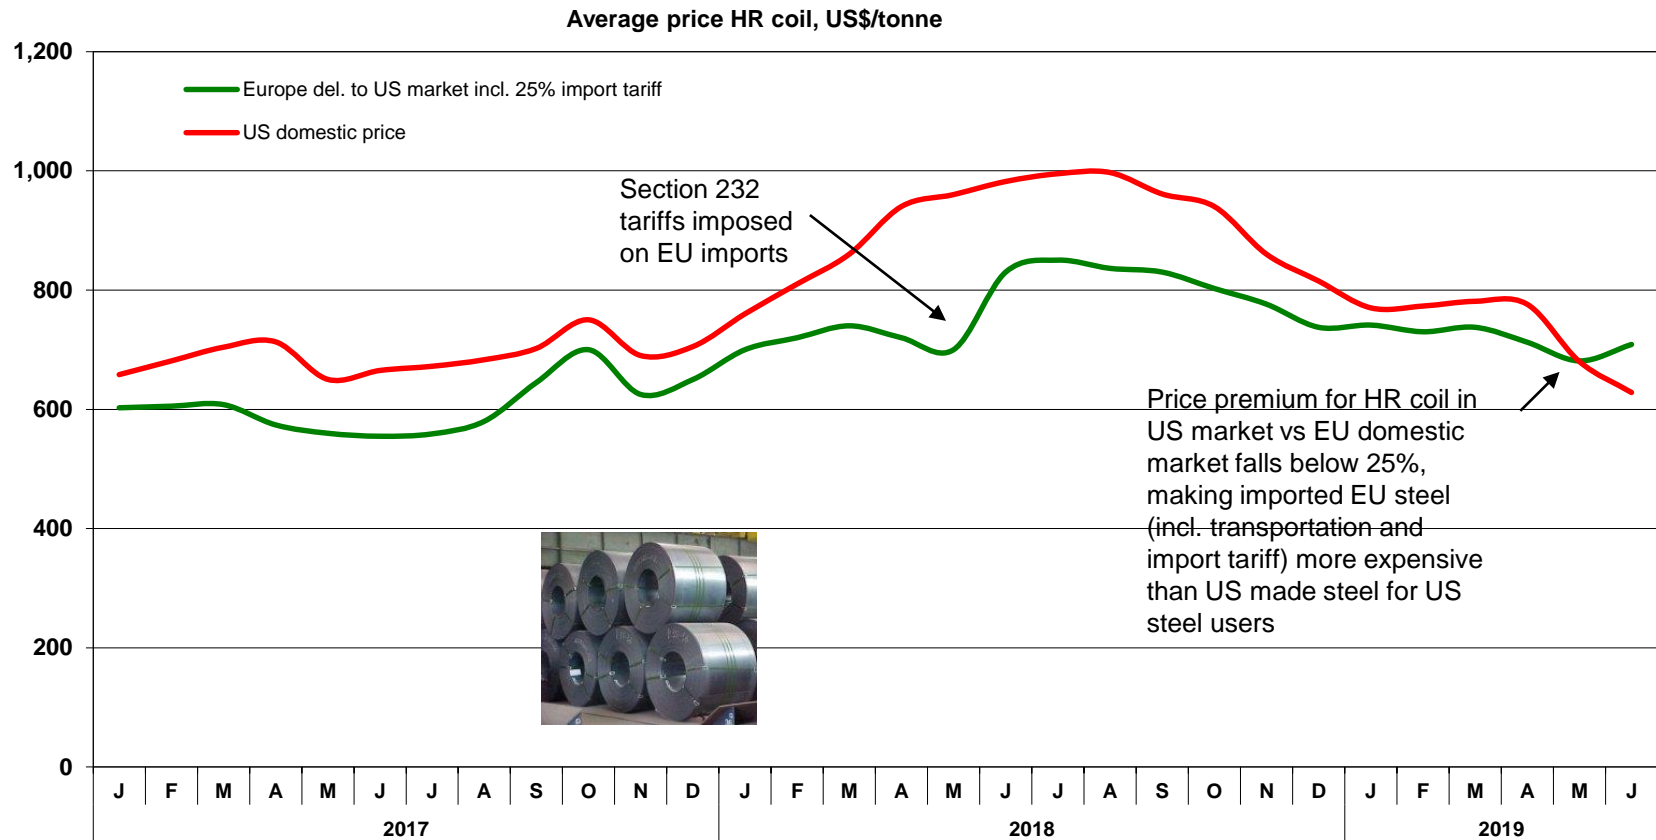 Average price HR coil, US$/tonne
1,200
Europe del. to US market incl. 25% import tariff
US domestic price
1,000
Section 232
tariffs imposed
on EU imports
800
600
Price premium for HR coil in
US market vs EU domestic
market falls below 25%,
making imported EU steel
(incl. transportation and
import tariff) more expensive
than US made steel for US
steel users
400
200
0
J F M A M J J A S O N D J F M A M J J A S O N D J F M A M J
2017 2018 2019